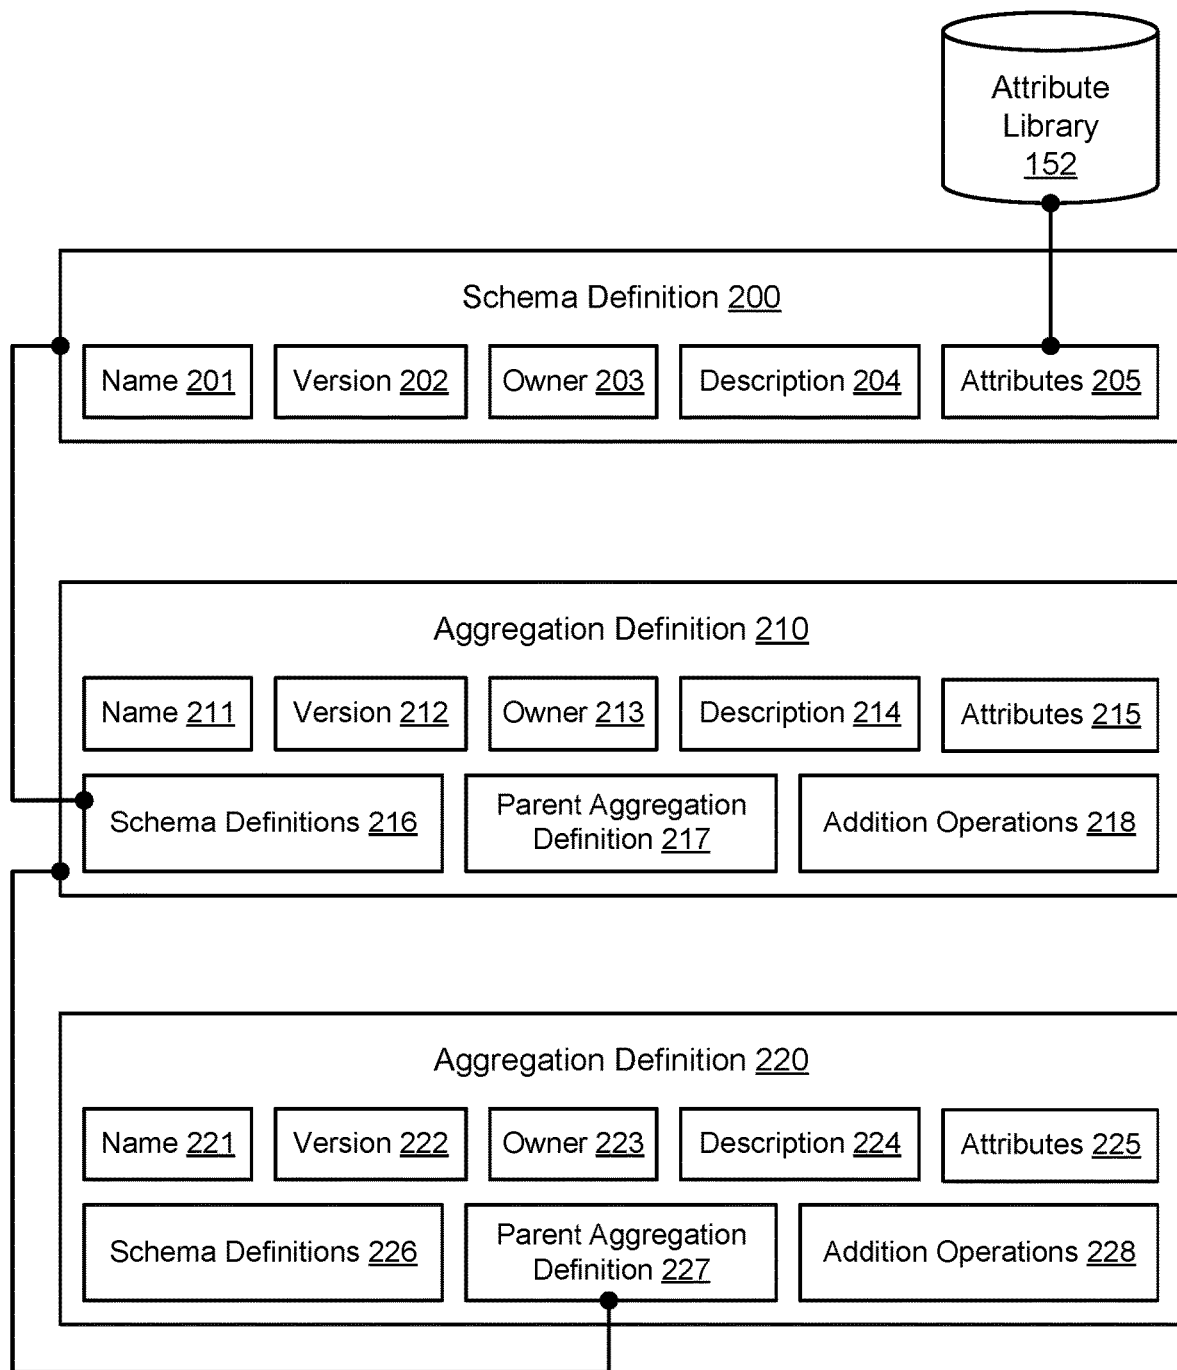 Attribute
Library
152
Schema Definition 200
Name 201 Version 202 Owner 203 Description 204 Attributes 205
Aggregation Definition 210
Name 211 Version 212 Owner 213 Description 214 Attributes 215
Schema Definitions 216
Parent Aggregation
Definition 217
Addition Operations 218
Aggregation Definition 220
Name 221 Version 222 Owner 223 Description 224 Attributes 225
Schema Definitions 226
Parent Aggregation
Definition 227
Addition Operations 228